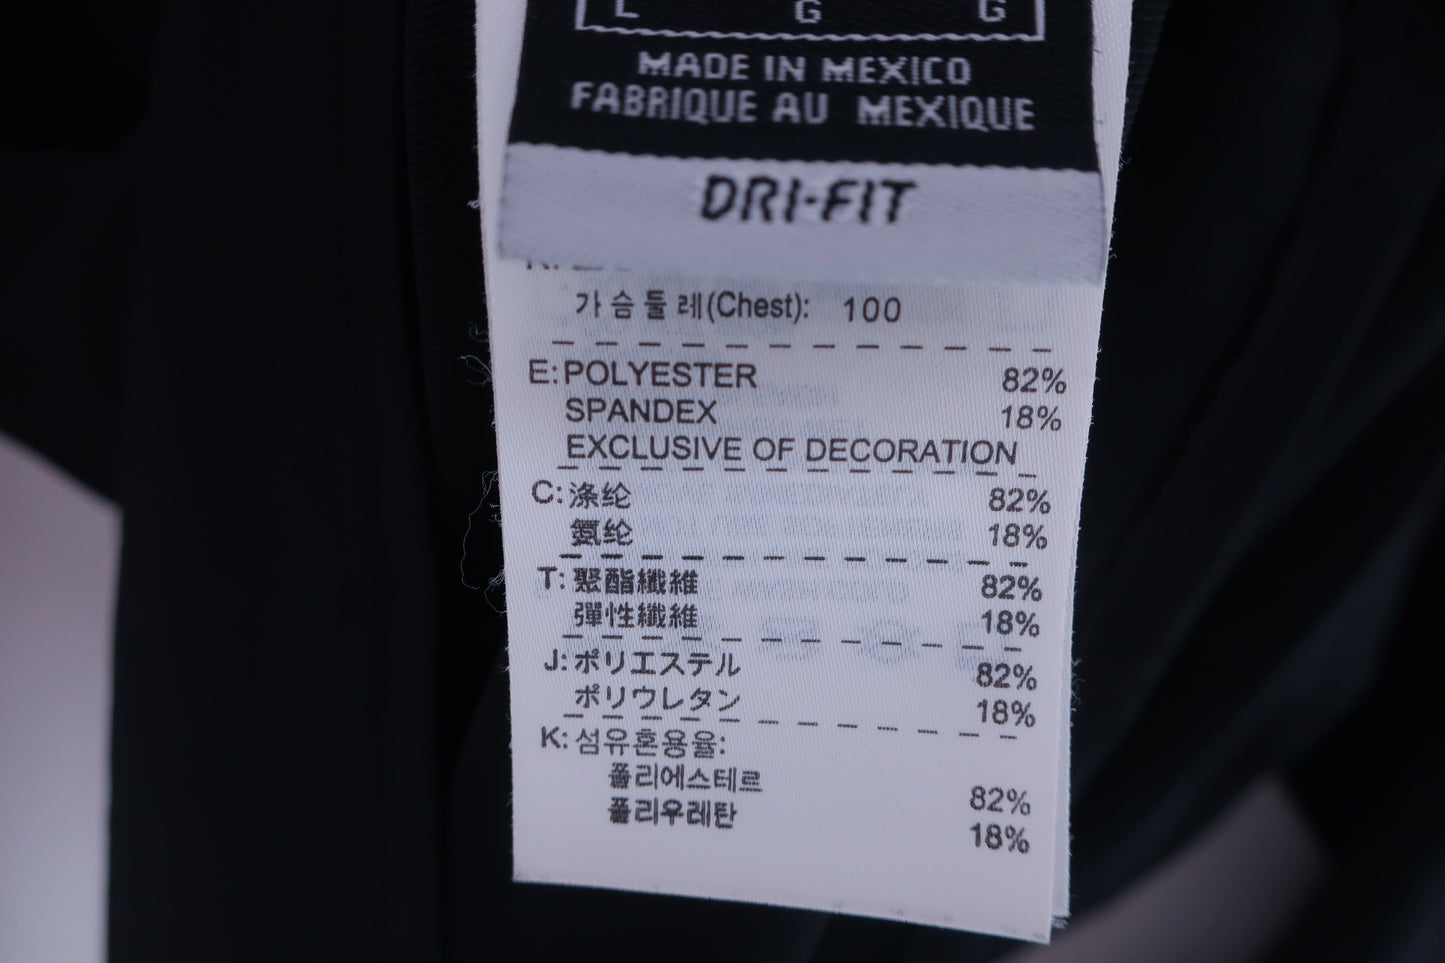 L G G
MADE IN MEXICO
FABRIQUE AU MEXIQUE
DRI-FIT
가슴둘레(Chest): 100
E: POLYESTER 82%
SPANDEX 18%
EXCLUSIVE OF DECORATION
C: 涤纶 82%
氨纶 18%
T: 聚酯纖維 82%
彈性纖維 18%
J: ポリエステル 82%
ポリウレタン 18%
K: 섬유혼용율:
폴리에스테르 82%
폴리우레탄 18%